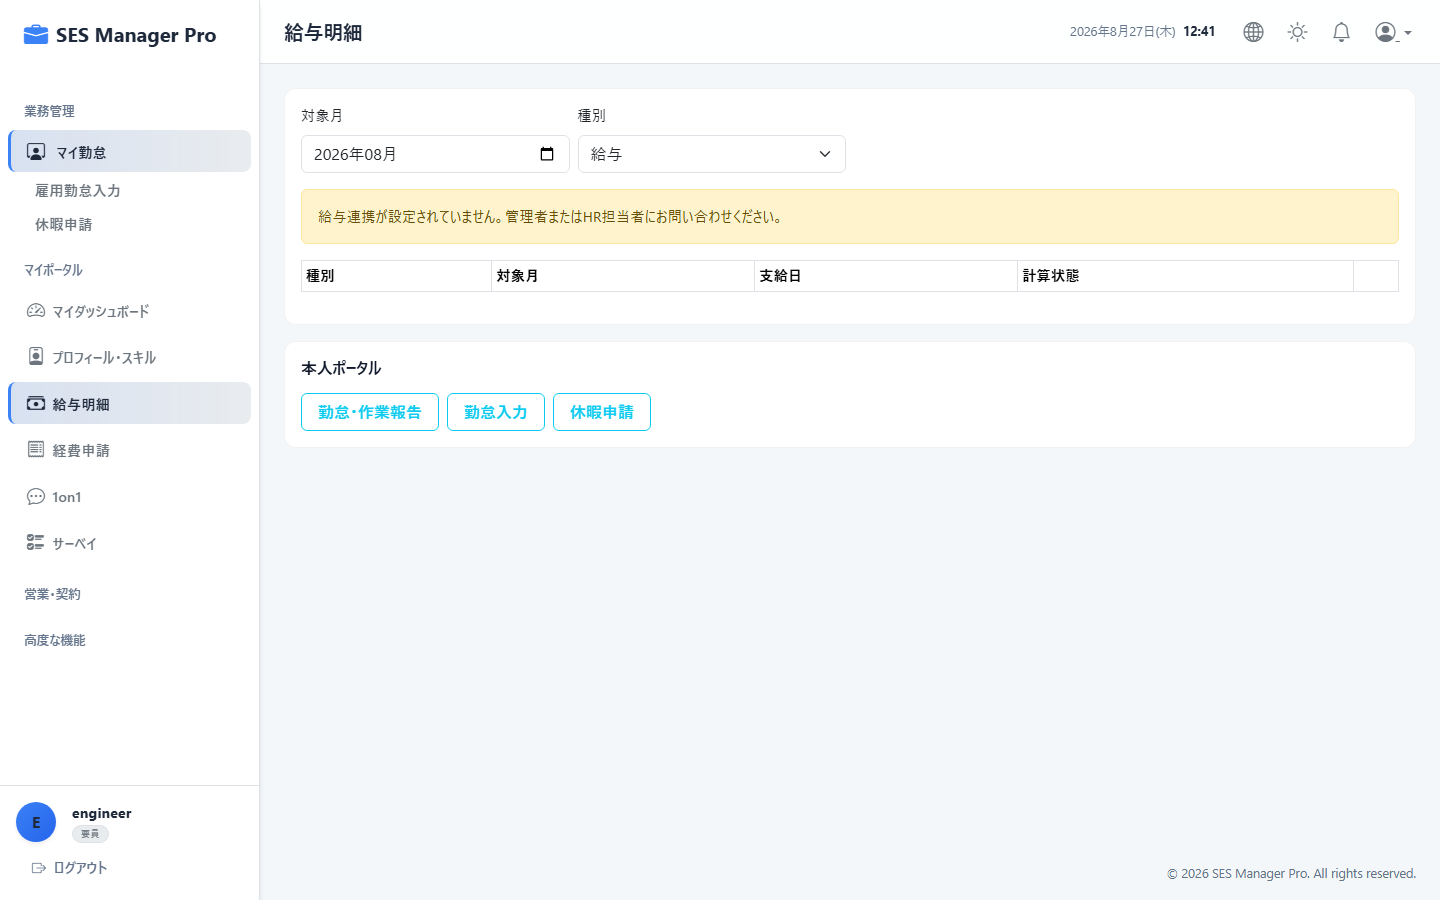 SES Manager Pro
給与明細
2026年8月27日(木) 12:41
業務管理
マイ勤怠
雇用勤怠入力
休暇申請
マイポータル
マイダッシュボード
プロフィール・スキル
給与明細
経費申請
1on1
サーベイ
営業・契約
高度な機能
対象月
種別
2026年08月
給与
給与連携が設定されていません。管理者またはHR担当者にお問い合わせください。
種別 対象月 支給日 計算状態
本人ポータル
勤怠・作業報告 勤怠入力 休暇申請
E
engineer
要員
ログアウト
© 2026 SES Manager Pro. All rights reserved.